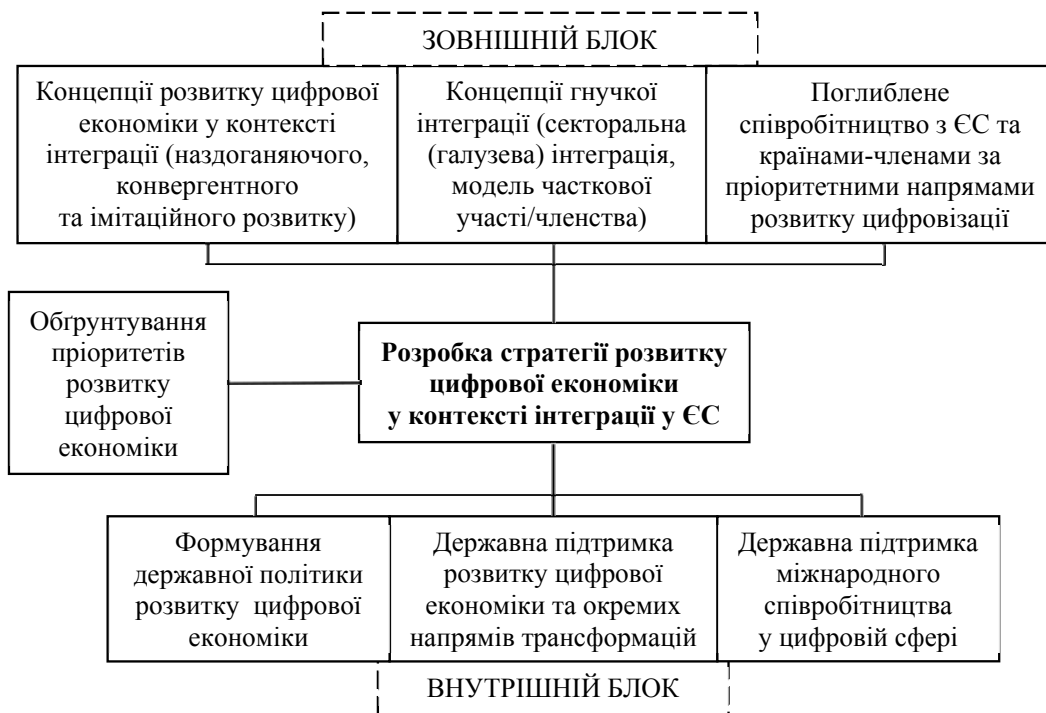 ЗОВНІШНІЙ БЛОК
Концепції розвитку цифрової
економіки у контексті
інтеграції (наздоганяючого,
конвергентного
та імітаційного розвитку)
Концепції гнучкої
інтеграції (секторальна
(галузева) інтеграція,
модель часткової
участі/членства)
Поглиблене
співробітництво з ЄС та
країнами-членами за
пріоритетними напрямами
розвитку цифровізації
Обґрунтування
пріоритетів
розвитку
цифрової
економіки
Розробка стратегії розвитку
цифрової економіки
у контексті інтеграції у ЄС
Формування
державної політики
розвитку цифрової
економіки
Державна підтримка
розвитку цифрової
економіки та окремих
напрямів трансформацій
Державна підтримка
міжнародного
співробітництва
у цифровій сфері
ВНУТРІШНІЙ БЛОК